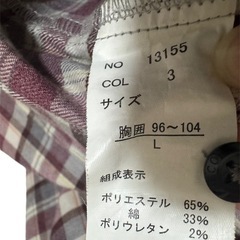 NO 13155
COL 3
サイズ
胸囲 96〜104
L
組成表示
ポリエステル 65%
綿 33%
ポリウレタン 2%